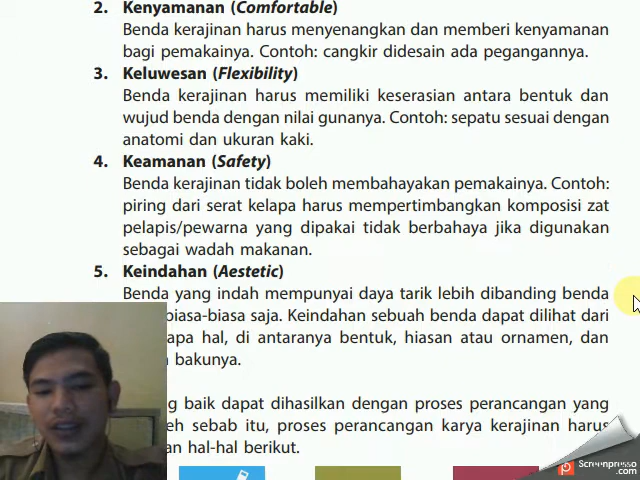 2. Kenyamanan (Comfortable)
Benda kerajinan harus menyenangkan dan memberi kenyamanan
bagi pemakainya. Contoh: cangkir didesain ada pegangannya.
3. Keluwesan (Flexibility)
Benda kerajinan harus memiliki keserasian antara bentuk dan
wujud benda dengan nilai gunanya. Contoh: sepatu sesuai dengan
anatomi dan ukuran kaki.
4. Keamanan (Safety)
Benda kerajinan tidak boleh membahayakan pemakainya. Contoh:
piring dari serat kelapa harus mempertimbangkan komposisi zat
pelapis/pewarna yang dipakai tidak berbahaya jika digunakan
sebagai wadah makanan.
5. Keindahan (Aestetic)
Benda yang indah mempunyai daya tarik lebih dibanding benda
biasa-biasa saja. Keindahan sebuah benda dapat dilihat dari
apa hal, di antaranya bentuk, hiasan atau ornamen, dan
bakunya.
g baik dapat dihasilkan dengan proses perancangan yang
eh sebab itu, proses perancangan karya kerajinan harus
an hal-hal berikut.
Screenpresso
.com